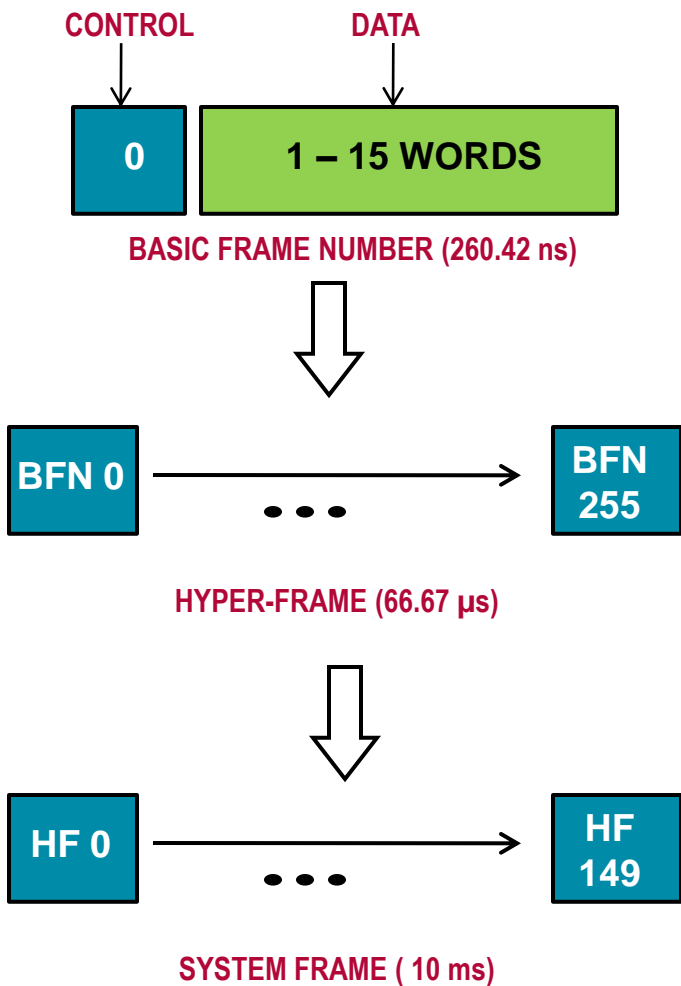 CONTROL DATA
0 1 – 15 WORDS
BASIC FRAME NUMBER (260.42 ns)
BFN 0
BFN
255
HYPER-FRAME (66.67 µs)
HF 0
HF
149
SYSTEM FRAME ( 10 ms)